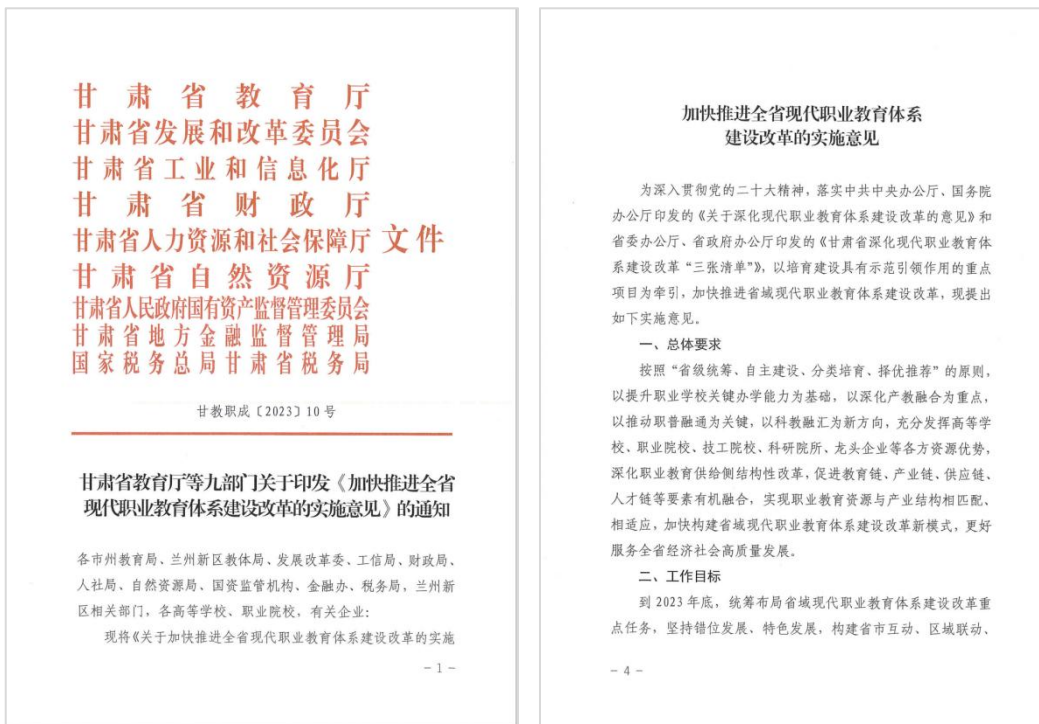 甘肃省教育厅
甘肃省发展和改革委员会
甘肃省工业和信息化厅
甘肃省财政厅
甘肃省人力资源和社会保障厅 文件
甘肃省自然资源厅
甘肃省人民政府国有资产监督管理委员会
甘肃省地方金融监督管理局
国家税务总局甘肃省税务局
甘教职成〔2023〕10号
甘肃省教育厅等九部门关于印发《加快推进全省
现代职业教育体系建设改革的实施意见》的通知
各市州教育局、兰州新区教体局、发展改革委、工信局、财政局、
人社局、自然资源局、国资监管机构、金融办、税务局，兰州新
区相关部门，各高等学校、职业院校，有关企业：
现将《关于加快推进全省现代职业教育体系建设改革的实施
－1－
加快推进全省现代职业教育体系
建设改革的实施意见
为深入贯彻党的二十大精神，落实中共中央办公厅、国务院
办公厅印发的《关于深化现代职业教育体系建设改革的意见》和
省委办公厅、省政府办公厅印发的《甘肃省深化现代职业教育体
系建设改革“三张清单”》，以培育建设具有示范引领作用的重点
项目为牵引，加快推进省域现代职业教育体系建设改革，现提出
如下实施意见。
一、总体要求
按照“省级统筹、自主建设、分类培育、择优推荐”的原则，
以提升职业学校关键办学能力为基础，以深化产教融合为重点，
以推动职普融通为关键，以科教融汇为新方向，充分发挥高等学
校、职业院校、技工院校、科研院所、龙头企业等各方资源优势，
深化职业教育供给侧结构性改革，促进教育链、产业链、供应链、
人才链等要素有机融合，实现职业教育资源与产业结构相匹配、
相适应，加快构建省域现代职业教育体系建设改革新模式，更好
服务全省经济社会高质量发展。
二、工作目标
到2023年底，统筹布局省域现代职业教育体系建设改革重
点任务，坚持错位发展、特色发展，构建省市互动、区域联动、
－4－